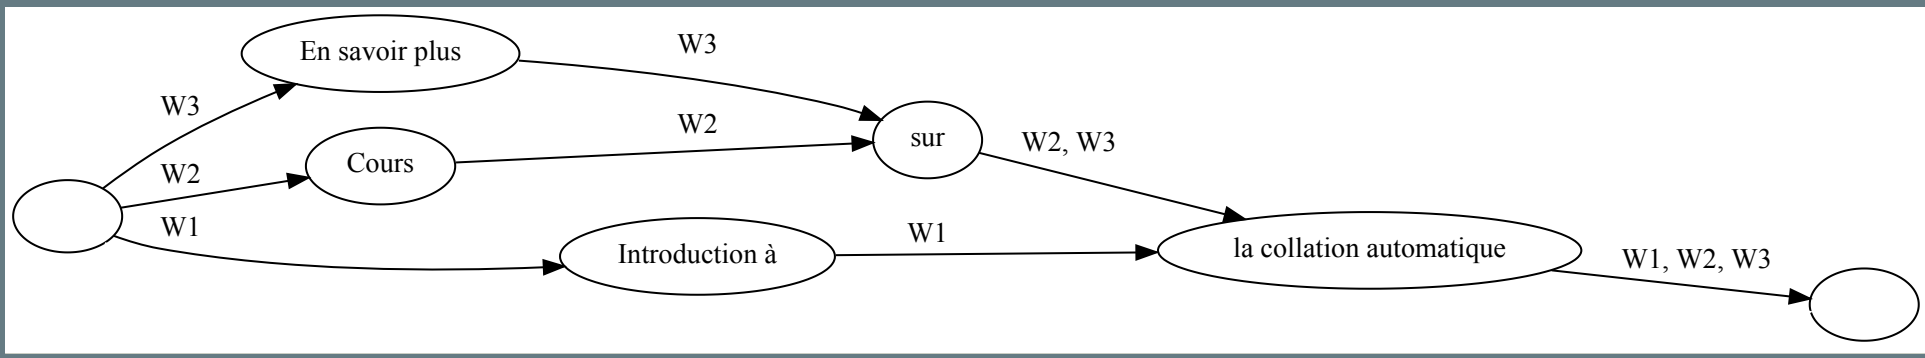 En savoir plus
W3
W3
Cours
W2
W2
sur
W2, W3
W1
Introduction à
W1
la collation automatique
W1, W2, W3